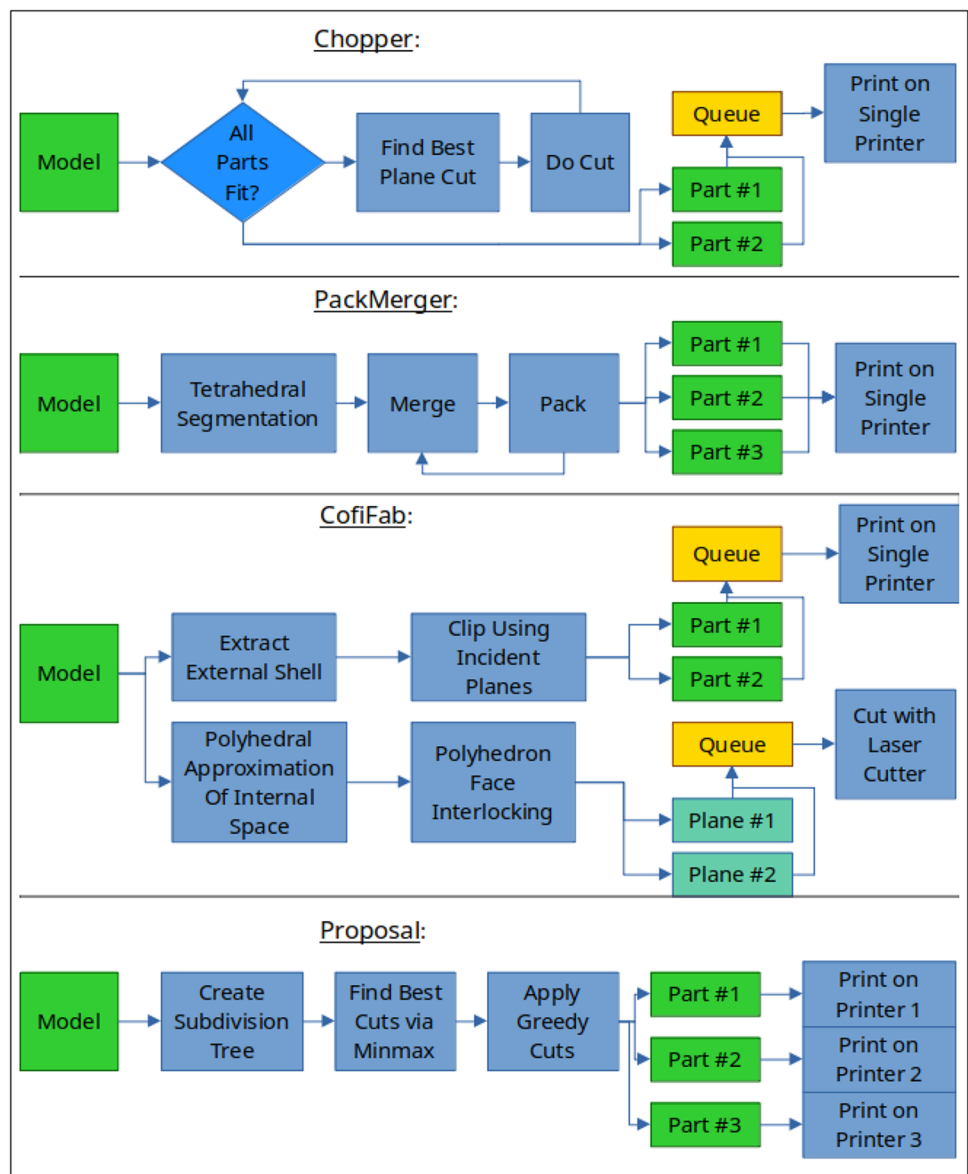 Chopper:
Model
All
Parts
Fit?
Find Best
Plane Cut
Do Cut
Queue
Part #1
Part #2
Print on
Single
Printer
PackMerger:
Model
Tetrahedral
Segmentation
Merge
Pack
Part #1
Part #2
Part #3
Print on
Single
Printer
CofiFab:
Model
Extract
External Shell
Clip Using
Incident
Planes
Queue
Part #1
Part #2
Print on
Single
Printer
Polyhedral
Approximation
Of Internal
Space
Polyhedron
Face
Interlocking
Queue
Plane #1
Plane #2
Cut with
Laser
Cutter
Proposal:
Model
Create
Subdivision
Tree
Find Best
Cuts via
Minmax
Apply
Greedy
Cuts
Part #1
Part #2
Part #3
Print on
Printer 1
Print on
Printer 2
Print on
Printer 3